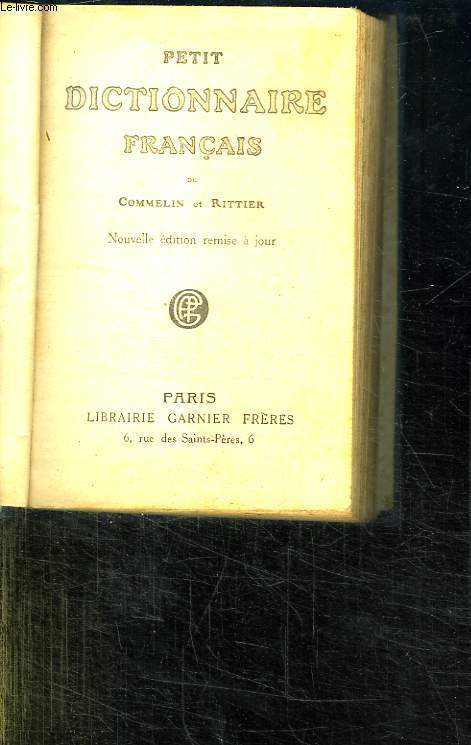 Le-livre.com
PETIT
DICTIONNAIRE
FRANÇAIS
DE
COMMELIN et RITTIER
Nouvelle édition remise à jour
PARIS
LIBRAIRIE GARNIER FRÈRES
6, rue des Saints-Pères, 6